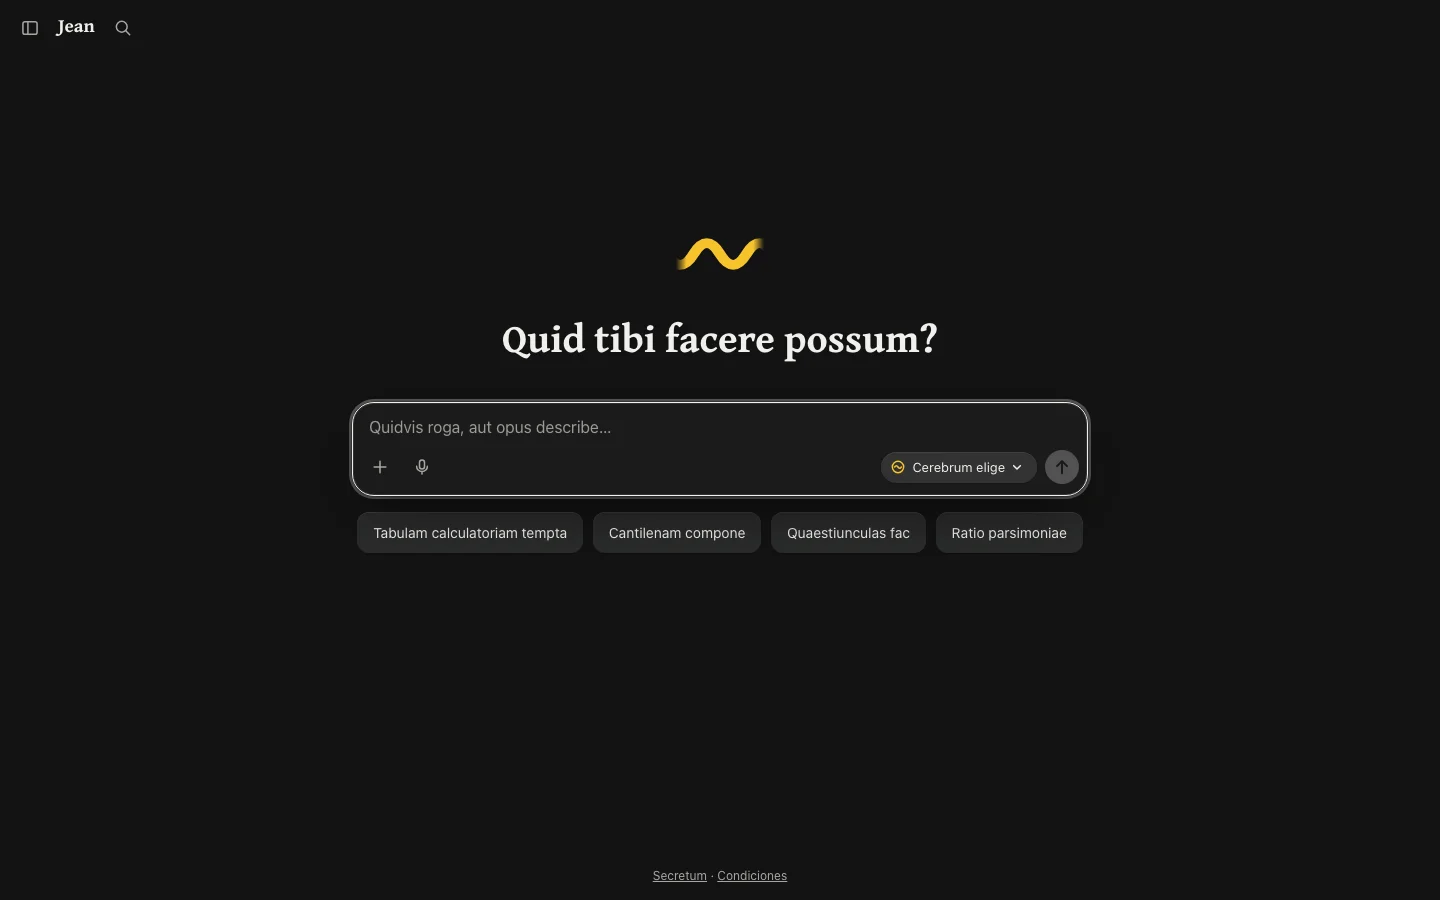 Jean
Quid tibi facere possum?
Quidvis roga, aut opus describe...
Cerebrum elige
Tabulam calculatoriam tempta
Cantilenam compone
Quaestiunculas fac
Ratio parsimoniae
Secretum · Condiciones